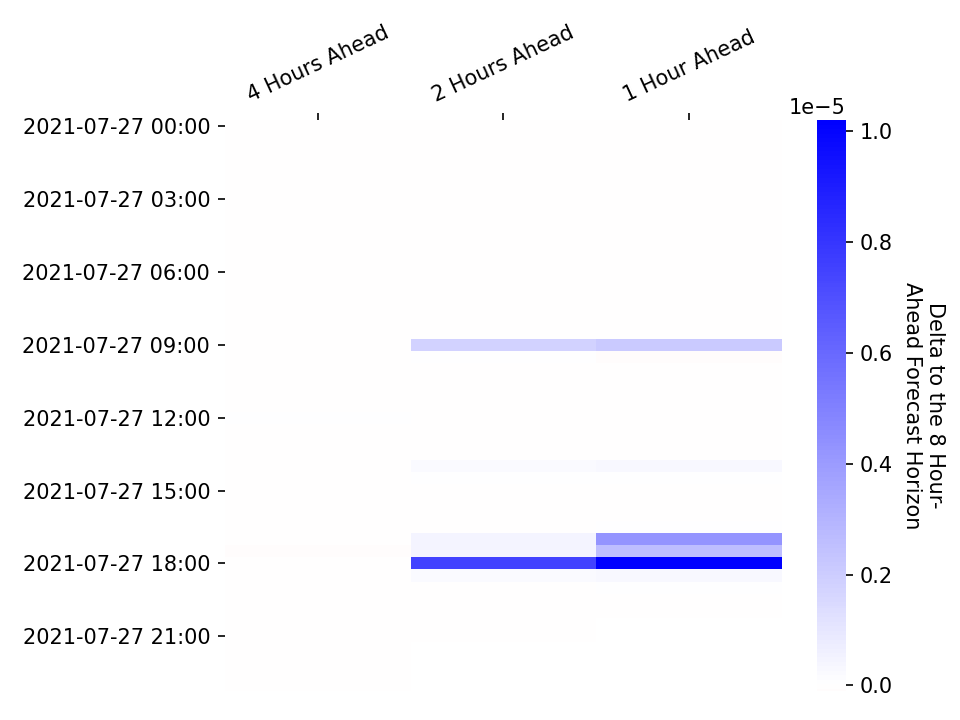 4 Hours Ahead
2 Hours Ahead
1 Hour Ahead
1e−5
2021-07-27 00:00
2021-07-27 03:00
2021-07-27 06:00
2021-07-27 09:00
2021-07-27 12:00
2021-07-27 15:00
2021-07-27 18:00
2021-07-27 21:00
1.0
0.8
0.6
0.4
0.2
0.0
Delta to the 8 Hour-
Ahead Forecast Horizon